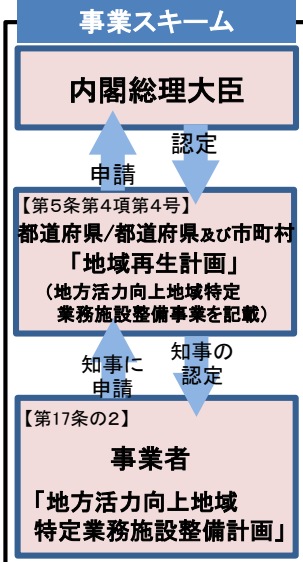 事業スキーム
内閣総理大臣
申請
認定
【第5条第4項第4号】
都道府県/都道府県及び市町村
「地域再生計画」
(地方活力向上地域特定
業務施設整備事業を記載)
知事に
申請
知事の
認定
【第17条の2】
事業者
「地方活力向上地域
特定業務施設整備計画」